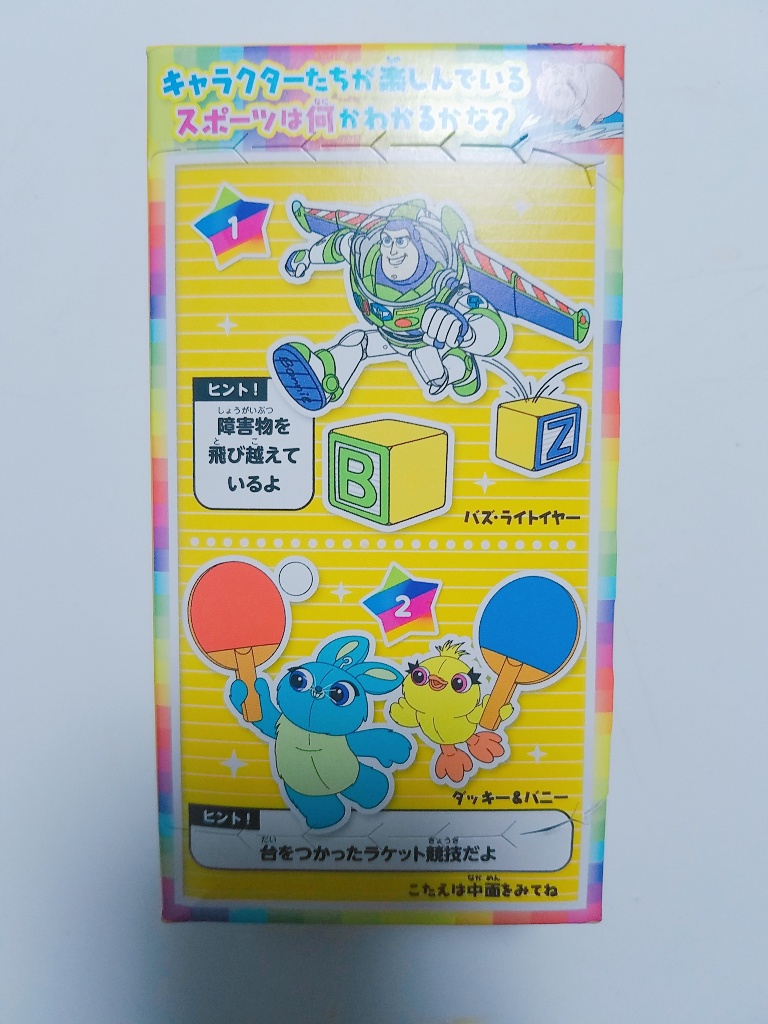 キャラクターたちが楽しんでいる
スポーツは何かわかるかな?
1
Bonnie
ヒント!
障害物を
飛び越えて
いるよ
B
Z
バズ・ライトイヤー
2
?
ダッキー&バニー
ヒント!
台をつかったラケット競技だよ
こたえは中面をみてね